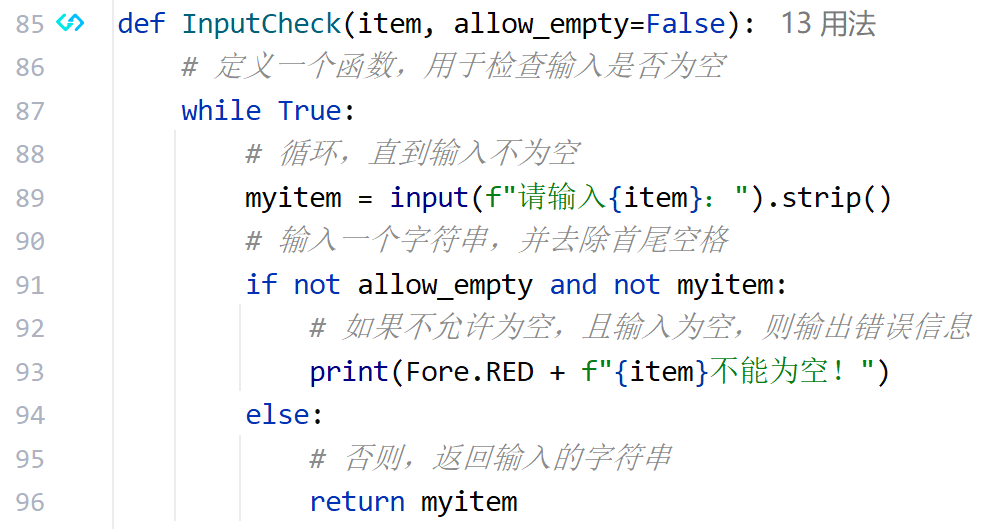 85 def InputCheck(item, allow_empty=False): 13 用法
86 # 定义一个函数，用于检查输入是否为空
87 while True:
88 # 循环，直到输入不为空
89 myitem = input(f"请输入{item}：").strip()
90 # 输入一个字符串，并去除首尾空格
91 if not allow_empty and not myitem:
92 # 如果不允许为空，且输入为空，则输出错误信息
93 print(Fore.RED + f"{item}不能为空！")
94 else:
95 # 否则，返回输入的字符串
96 return myitem